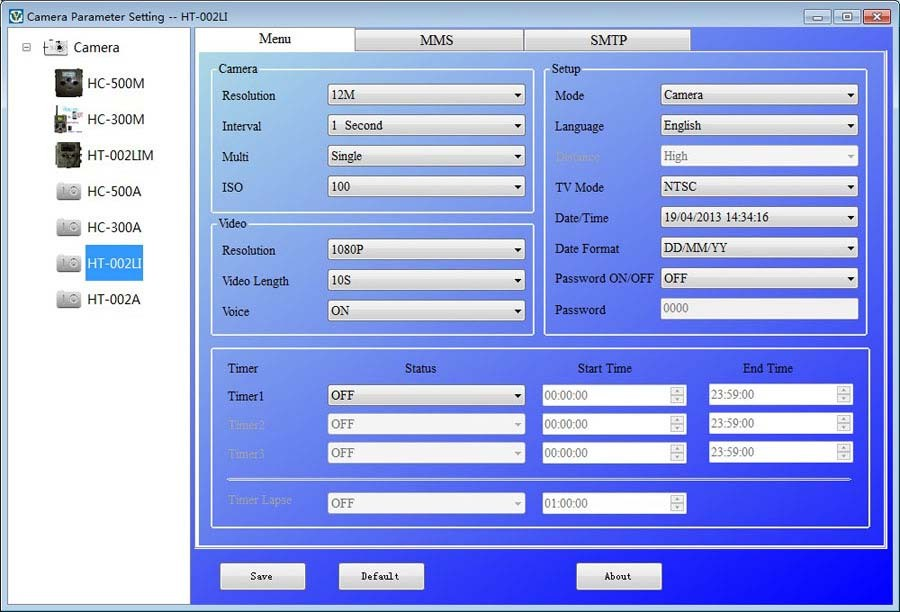 Camera Parameter Setting -- HT-002LI
Camera
HC-500M
HC-300M
HT-002LIM
HC-500A
HC-300A
HT-002LI
HT-002A
Menu MMS SMTP
Camera
Resolution 12M
Interval 1 Second
Multi Single
ISO 100
Video
Resolution 1080P
Video Length 10S
Voice ON
Setup
Mode Camera
Language English
Distance High
TV Mode NTSC
Date/Time 19/04/2013 14:34:16
Date Format DD/MM/YY
Password ON/OFF OFF
Password 0000
Timer Status Start Time End Time
Timer1 OFF 00:00:00 23:59:00
Timer2 OFF 00:00:00 23:59:00
Timer3 OFF 00:00:00 23:59:00
Timer Lapse OFF 01:00:00
Save Default About